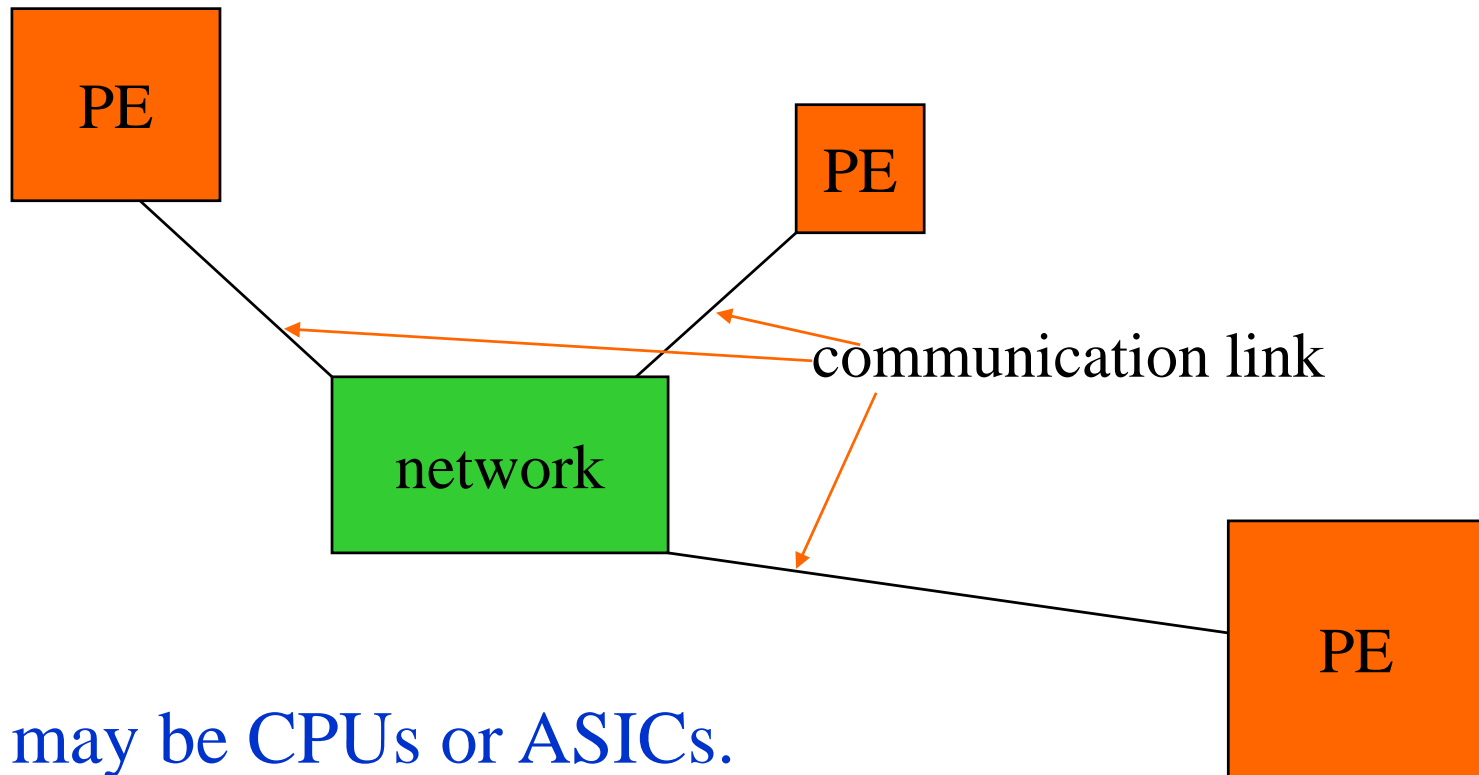 PE
PE
communication link
network
PE
may be CPUs or ASICs.